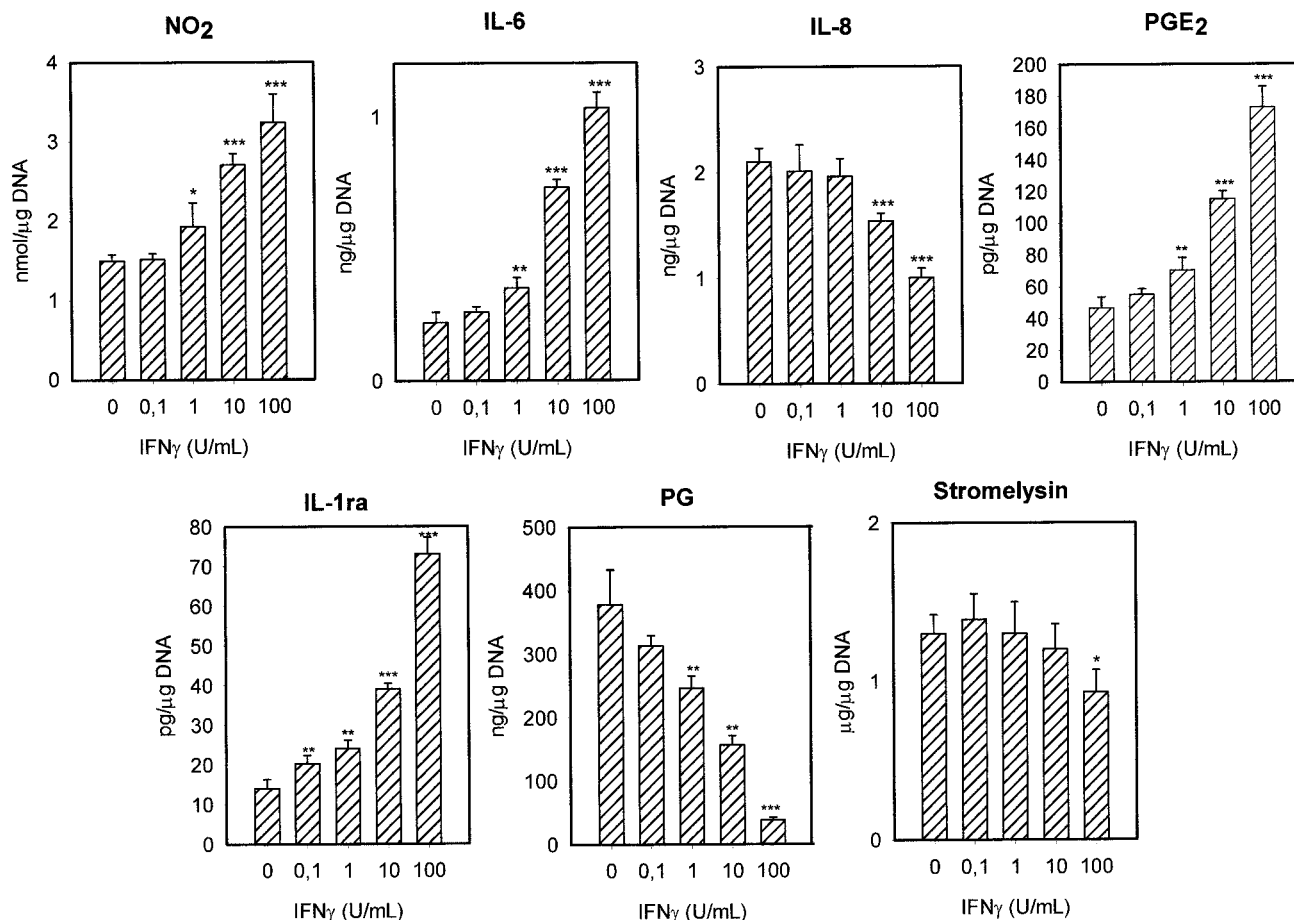 NO2
IL-6
IL-8
PGE2
nmol/µg DNA
4
3
2
1
0
*
***
***
0 0,1 1 10 100
IFNγ (U/mL)
ng/µg DNA
1
0
**
***
***
0 0,1 1 10 100
IFNγ (U/mL)
ng/µg DNA
3
2
1
0
***
***
0 0,1 1 10 100
IFNγ (U/mL)
pg/µg DNA
200
180
160
140
120
100
80
60
40
20
0
**
***
***
0 0,1 1 10 100
IFNγ (U/mL)
IL-1ra
PG
Stromelysin
pg/µg DNA
80
70
60
50
40
30
20
10
0
**
**
***
***
0 0,1 1 10 100
IFNγ (U/mL)
ng/µg DNA
500
400
300
200
100
0
**
**
***
0 0,1 1 10 100
IFNγ (U/mL)
µg/µg DNA
2
1
0
*
0 0,1 1 10 100
IFNγ (U/mL)